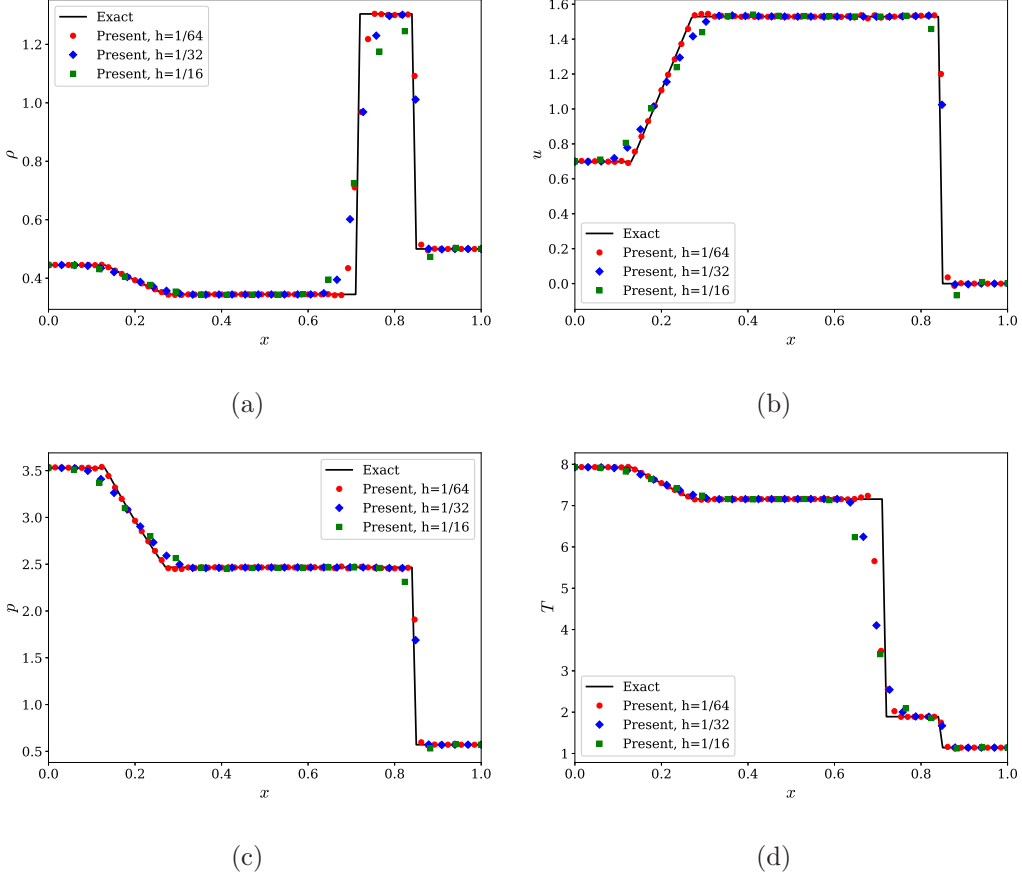 Exact
Present, h=1/64
Present, h=1/32
Present, h=1/16
1.2
1.0
0.8
0.6
0.4
ρ
0.0 0.2 0.4 0.6 0.8 1.0
x
(a)
1.6
1.4
1.2
1.0
0.8
0.6
0.4
0.2
0.0
u
Exact
Present, h=1/64
Present, h=1/32
Present, h=1/16
0.0 0.2 0.4 0.6 0.8 1.0
x
(b)
3.5
3.0
2.5
2.0
1.5
1.0
0.5
p
Exact
Present, h=1/64
Present, h=1/32
Present, h=1/16
0.0 0.2 0.4 0.6 0.8 1.0
x
(c)
8
7
6
5
4
3
2
1
T
Exact
Present, h=1/64
Present, h=1/32
Present, h=1/16
0.0 0.2 0.4 0.6 0.8 1.0
x
(d)